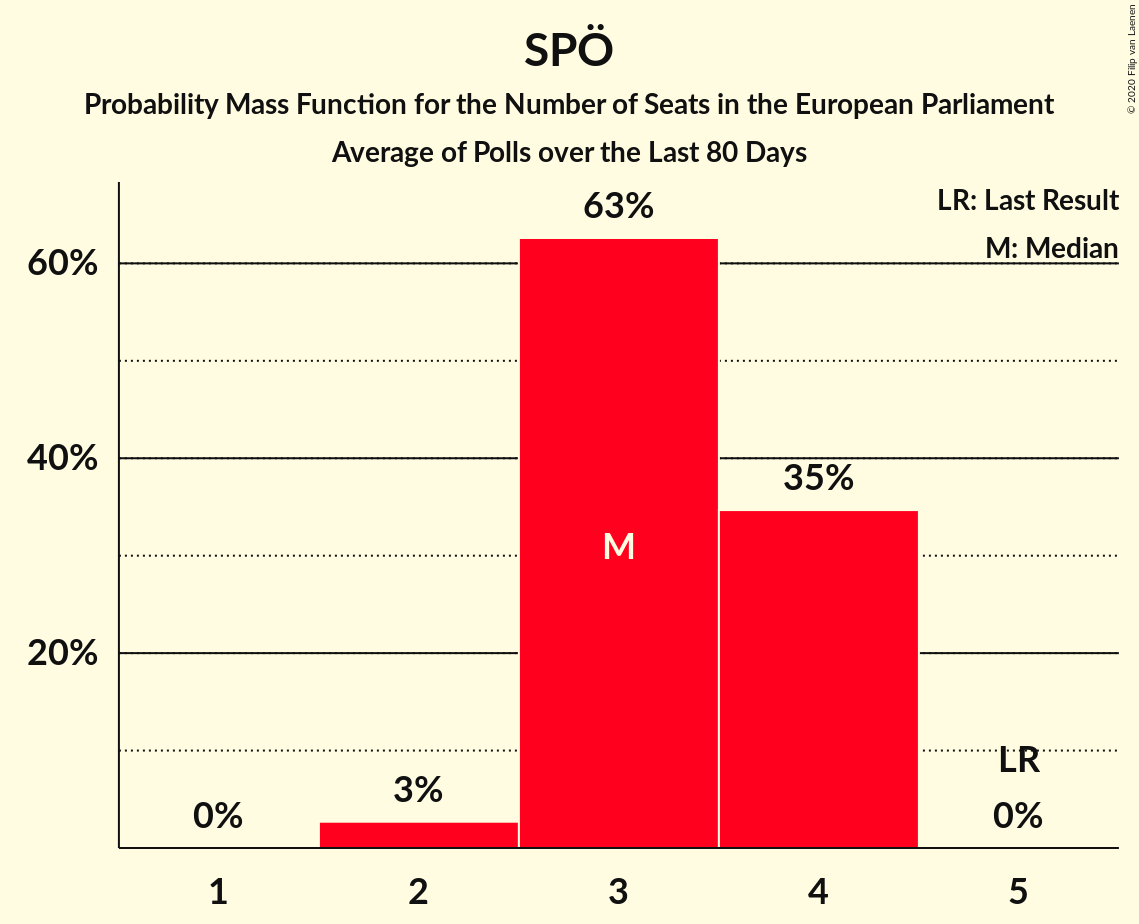 SPÖ
Probability Mass Function for the Number of Seats in the European Parliament
Average of Polls over the Last 80 Days
© 2020 Filip van Laenen
LR: Last Result
M: Median
63%
60%
40%
35%
M
20%
LR
3%
0%
0%
1 2 3 4 5